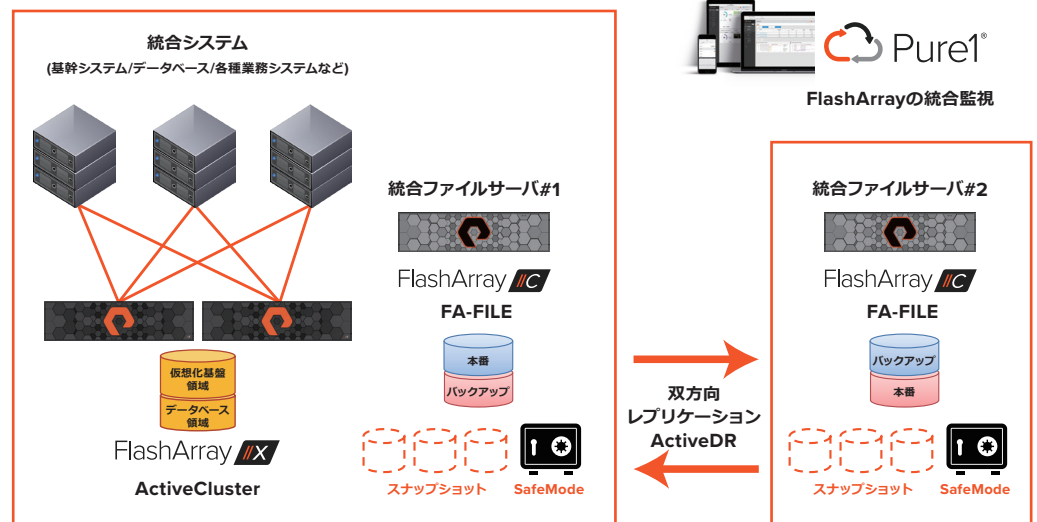 統合システム
(基幹システム/データベース/各種業務システムなど)
Pure1®
FlashArrayの統合監視
統合ファイルサーバ#1
FlashArray //C
FA-FILE
本番
バックアップ
スナップショット
SafeMode
仮想化基盤
領域
データベース
領域
FlashArray //X
ActiveCluster
双方向
レプリケーション
ActiveDR
統合ファイルサーバ#2
FlashArray //C
FA-FILE
バックアップ
本番
スナップショット
SafeMode